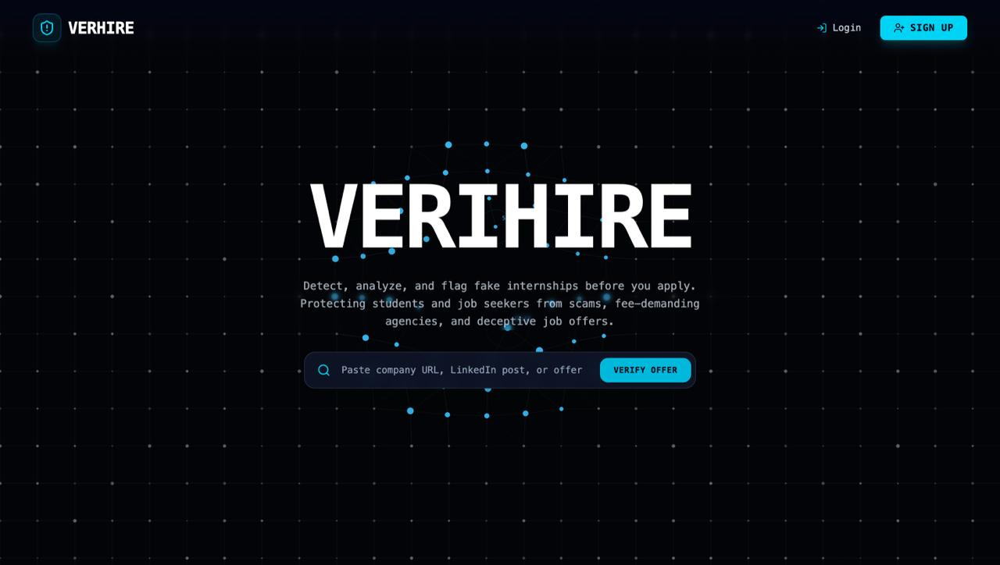 VERHIRE
Login
SIGN UP
VERIHIRE
Detect, analyze, and flag fake internships before you apply.
Protecting students and job seekers from scams, fee-demanding
agencies, and deceptive job offers.
Paste company URL, LinkedIn post, or offer
VERIFY OFFER